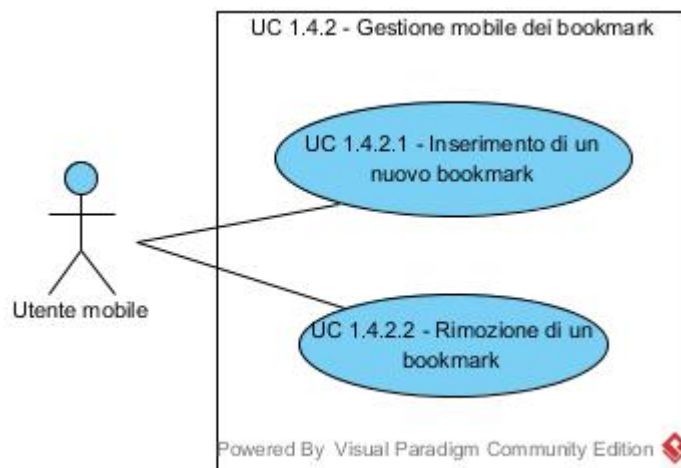 UC 1.4.2 - Gestione mobile dei bookmark
UC 1.4.2.1 - Inserimento di un
nuovo bookmark
Utente mobile
UC 1.4.2.2 - Rimozione di un
bookmark
Powered By Visual Paradigm Community Edition